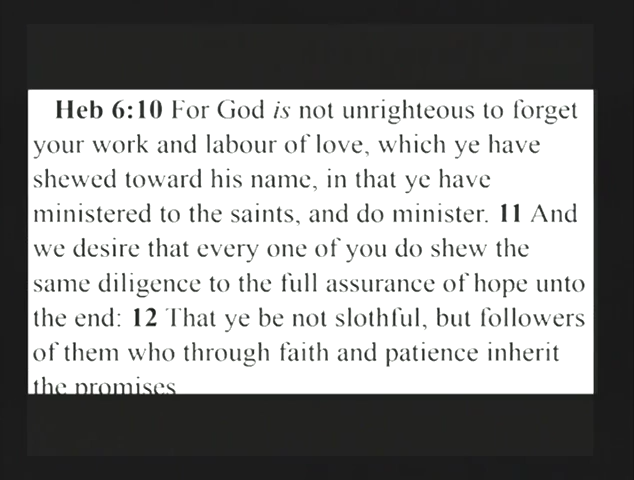 Heb 6:10 For God is not unrighteous to forget
your work and labour of love, which ye have
shewed toward his name, in that ye have
ministered to the saints, and do minister. 11 And
we desire that every one of you do shew the
same diligence to the full assurance of hope unto
the end: 12 That ye be not slothful, but followers
of them who through faith and patience inherit
the promises